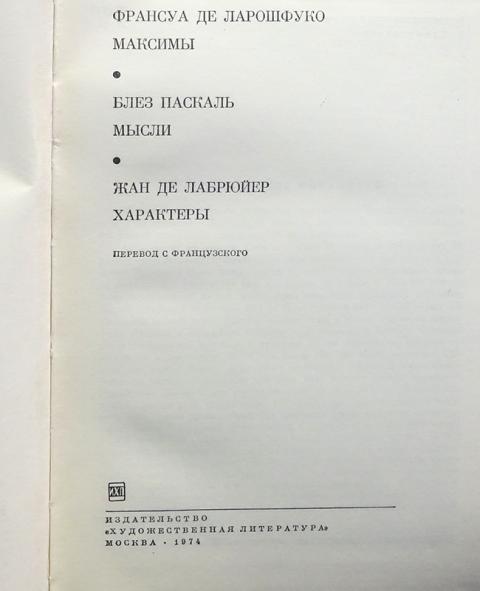 ФРАНСУА ДЕ ЛАРОШФУКО
МАКСИМЫ
●
БЛЕЗ ПАСКАЛЬ
МЫСЛИ
●
ЖАН ДЕ ЛАБРЮЙЕР
ХАРАКТЕРЫ
ПЕРЕВОД С ФРАНЦУЗСКОГО
ИЗДАТЕЛЬСТВО
«ХУДОЖЕСТВЕННАЯ ЛИТЕРАТУРА»
МОСКВА · 1974